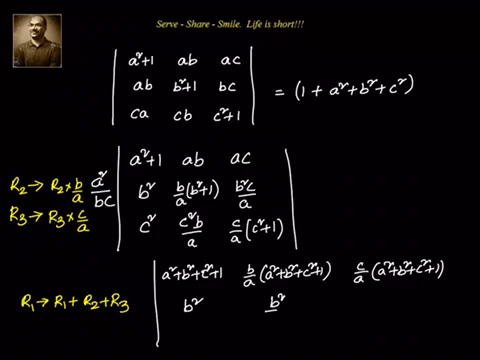 Serve - Share - Smile. Life is short!!!
| a²+1 ab ac |
| ab b²+1 bc | = (1 + a² + b² + c²)
| ca cb c²+1 |
| a²+1 ab ac |
R₂ → R₂ × b/a a²/bc | b² b/a (b²+1) b²c/a |
R₃ → R₃ × c/a | c² c²b/a c/a (c²+1) |
| a²+b²+c²+1 b/a (a²+b²+c²+1) c/a (a²+b²+c²+1)
R₁ → R₁ + R₂ + R₃ | b² b²